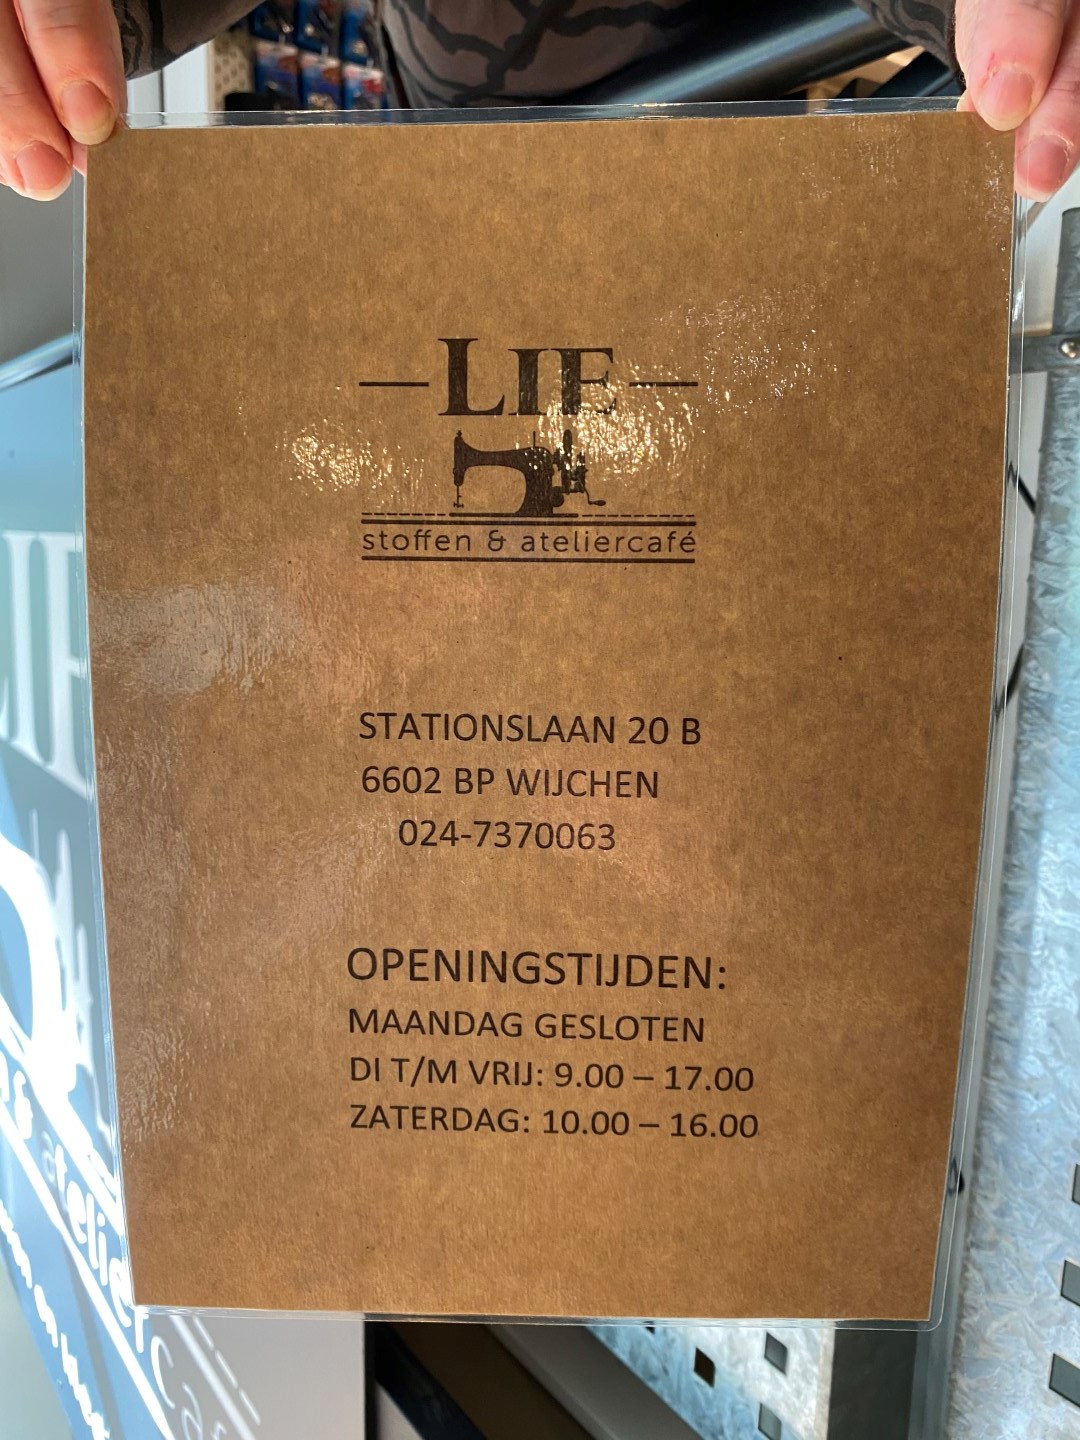 LIE
stoffen & ateliercafé
STATIONSLAAN 20 B
6602 BP WIJCHEN
024-7370063
OPENINGSTIJDEN:
MAANDAG GESLOTEN
DI T/M VRIJ: 9.00 – 17.00
ZATERDAG: 10.00 – 16.00